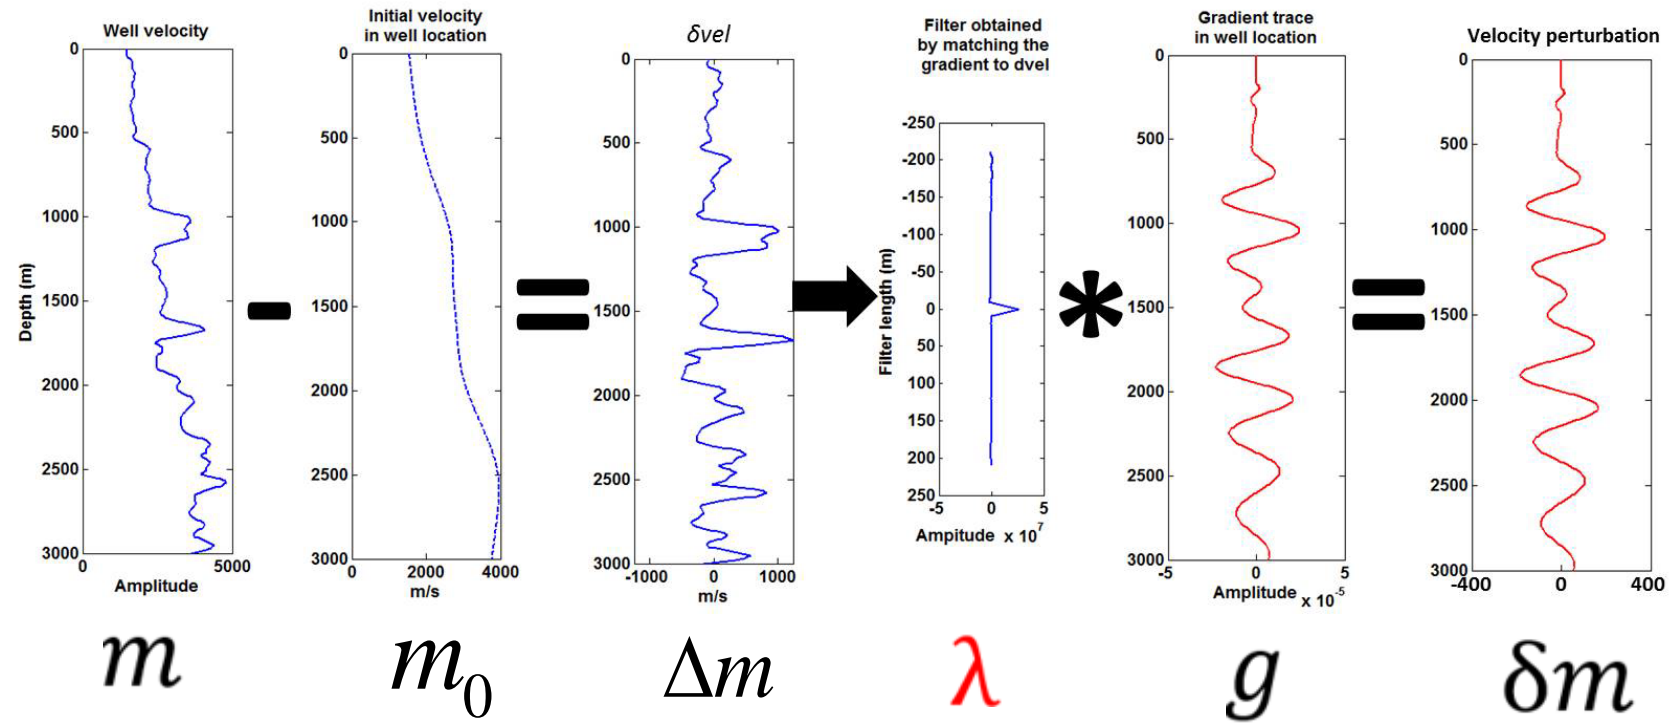 Well velocity
0
500
1000
1500
2000
2500
3000
Depth (m)
0
5000
Amplitude
m
Initial velocity
in well location
0
500
1000
1500
2000
2500
3000
0
2000
4000
m/s
m₀
δvel
0
500
1000
1500
2000
2500
3000
-1000
0
1000
m/s
Δm
Filter obtained
by matching the
gradient to dvel
-250
-200
-150
-100
-50
0
50
100
150
200
250
Filter length (m)
-5
0
5
Ampitude x 10⁷
λ
*
Gradient trace
in well location
0
500
1000
1500
2000
2500
3000
-5
0
5
Amplitude x 10⁻⁵
g
=
Velocity perturbation
0
500
1000
1500
2000
2500
3000
-400
0
400
δm